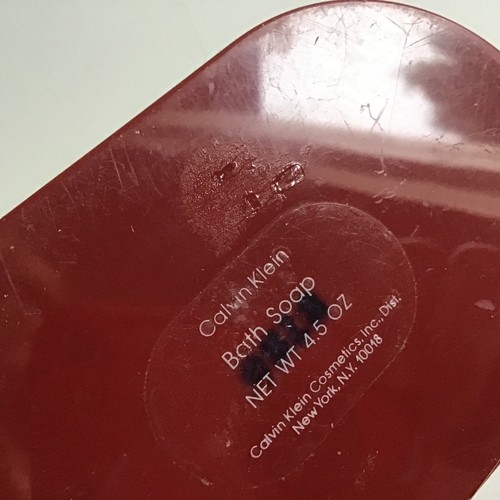 Calvin Klein
Bath Soap
NET WT 4.5 OZ
Calvin Klein Cosmetics, Inc., Dist.
New York, N.Y. 10018